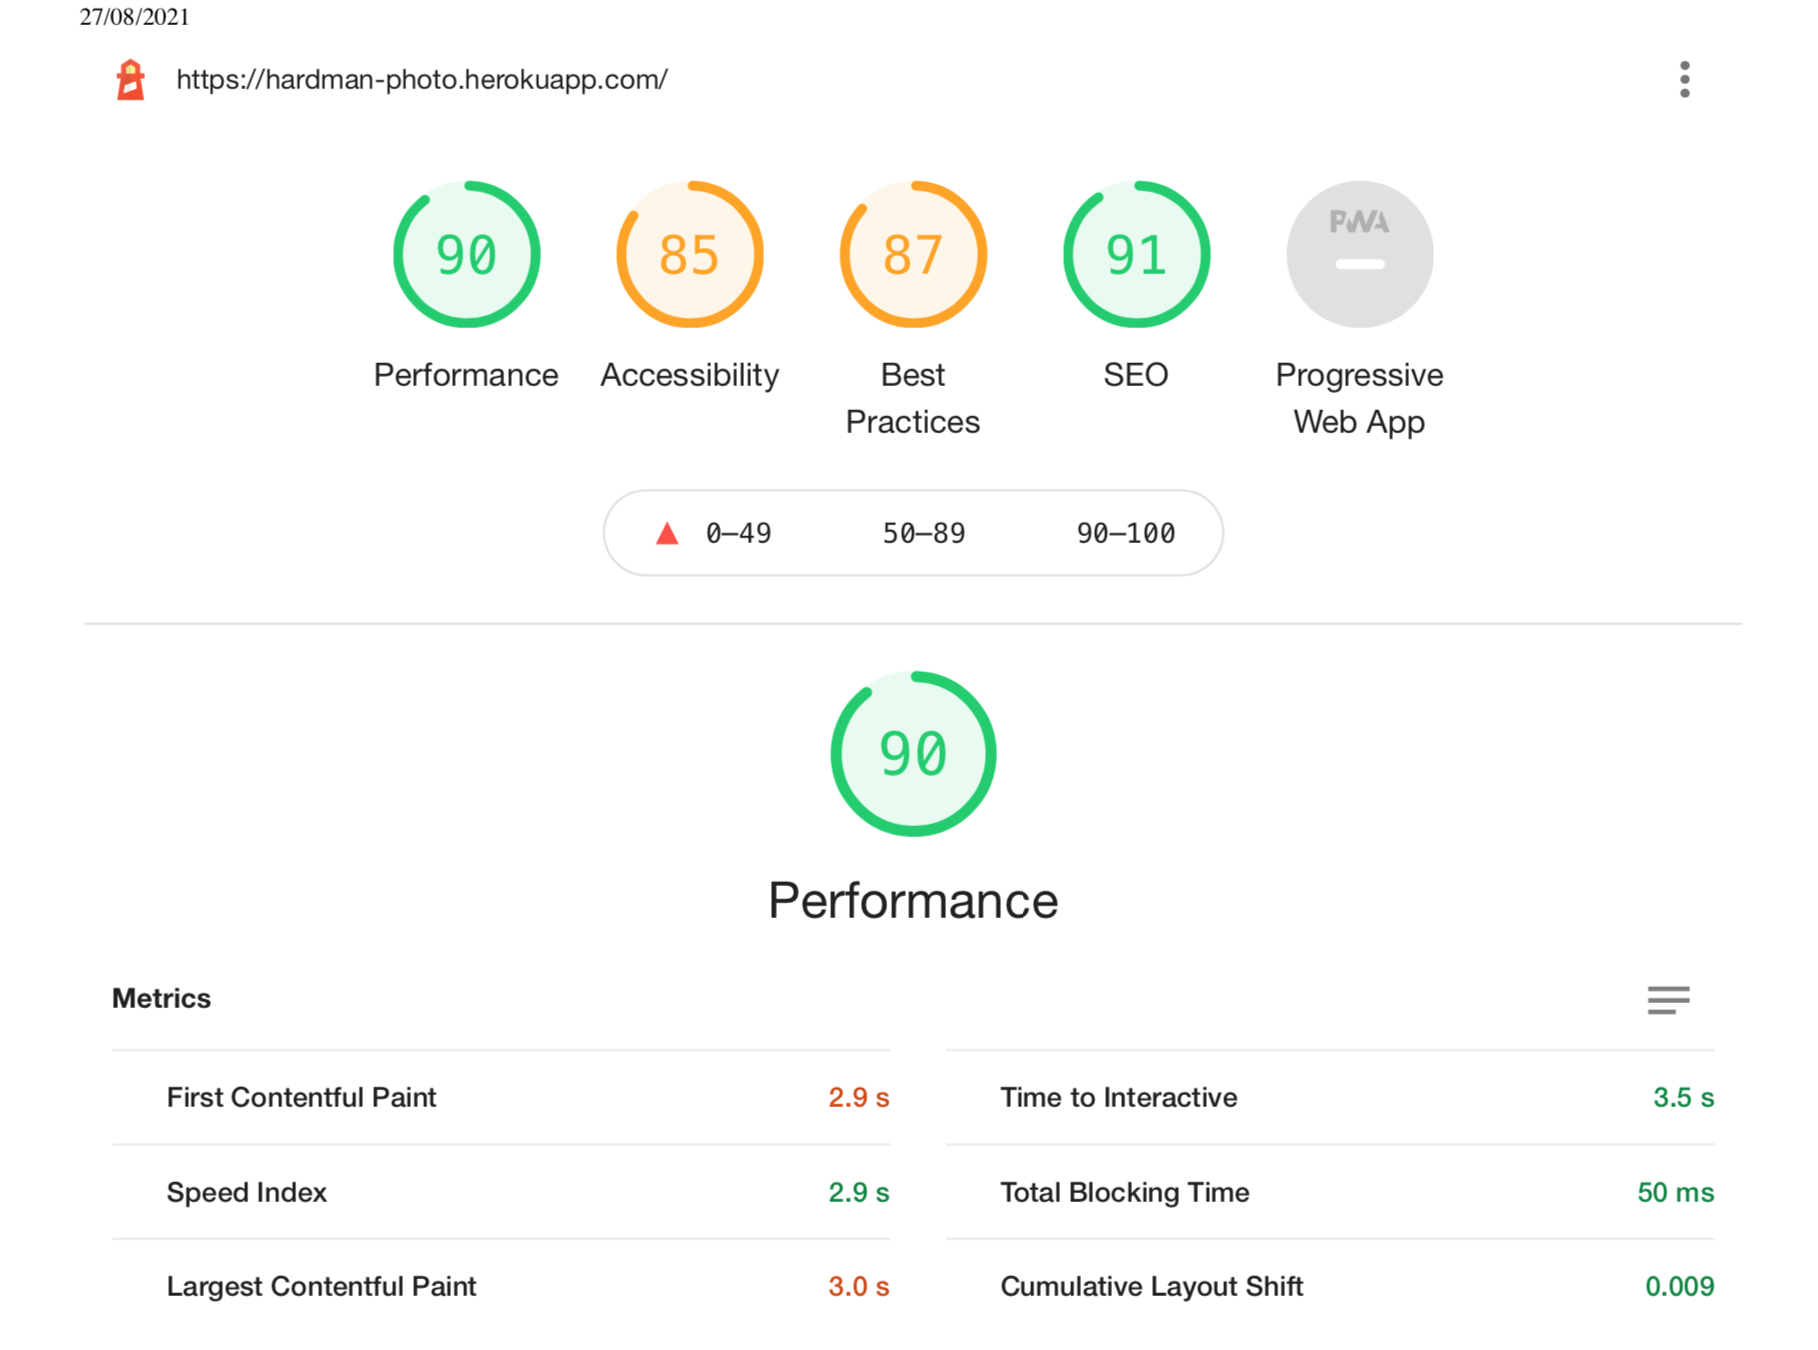 27/08/2021
https://hardman-photo.herokuapp.com/
90
85
87
91
PWA
Performance
Accessibility
Best
Practices
SEO
Progressive
Web App
0–49
50–89
90–100
90
Performance
Metrics
First Contentful Paint
2.9 s
Time to Interactive
3.5 s
Speed Index
2.9 s
Total Blocking Time
50 ms
Largest Contentful Paint
3.0 s
Cumulative Layout Shift
0.009